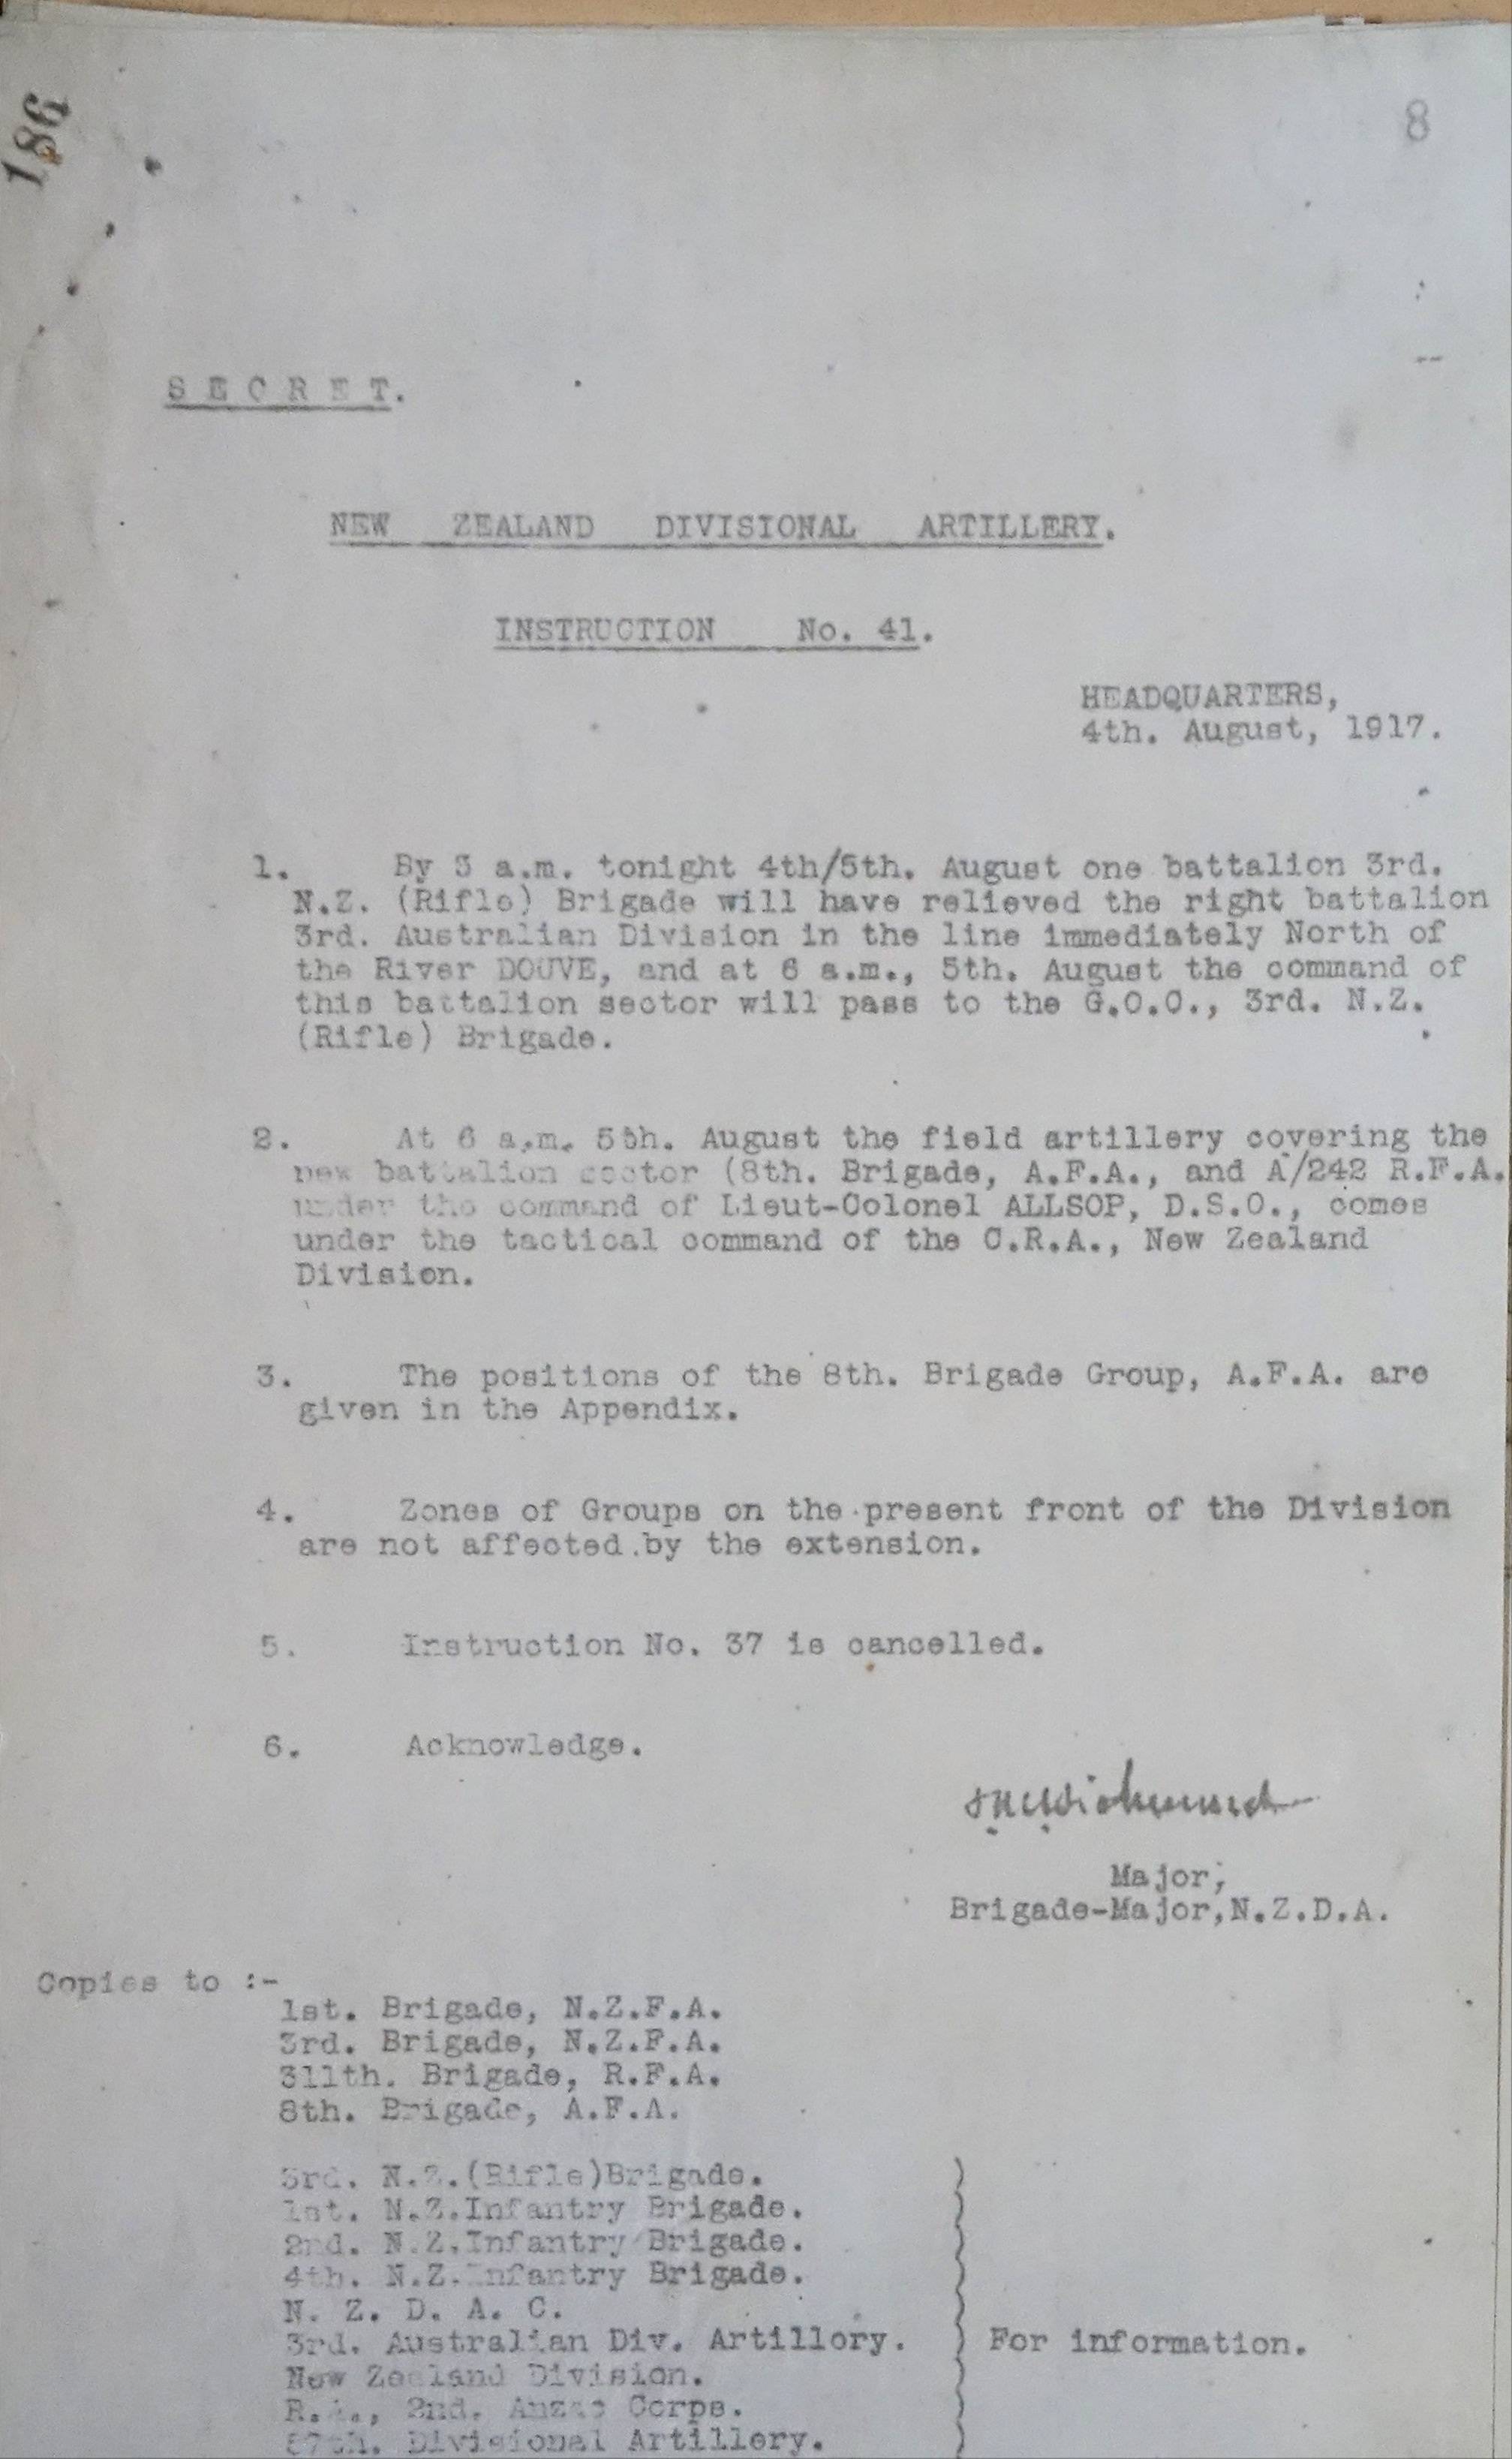 186
8
SECRET.
NEW ZEALAND DIVISIONAL ARTILLERY.
INSTRUCTION No. 41.
HEADQUARTERS,
4th. August, 1917.
1. By 3 a.m. tonight 4th/5th. August one battalion 3rd.
N.Z. (Rifle) Brigade will have relieved the right battalion
3rd. Australian Division in the line immediately North of
the River DOUVE, and at 6 a.m., 5th. August the command of
this battalion sector will pass to the G.O.C., 3rd. N.Z.
(Rifle) Brigade.
2. At 6 a.m. 5th. August the field artillery covering the
new battalion sector (8th. Brigade, A.F.A., and A/242 R.F.A.
under the command of Lieut-Colonel ALLSOP, D.S.O., comes
under the tactical command of the C.R.A., New Zealand
Division.
3. The positions of the 8th. Brigade Group, A.F.A. are
given in the Appendix.
4. Zones of Groups on the present front of the Division
are not affected by the extension.
5. Instruction No. 37 is cancelled.
6. Acknowledge.
Major,
Brigade-Major, N.Z.D.A.
Copies to :-
1st. Brigade, N.Z.F.A.
3rd. Brigade, N.Z.F.A.
311th. Brigade, R.F.A.
8th. Brigade, A.F.A.
3rd. N.Z.(Rifle)Brigade.
1st. N.Z.Infantry Brigade.
2nd. N.Z.Infantry Brigade.
4th. N.Z.Infantry Brigade.
N. Z. D. A. C.
3rd. Australian Div. Artillery. For information.
New Zealand Division.
R.A., 2nd. Anzac Corps.
57th. Divisional Artillery.